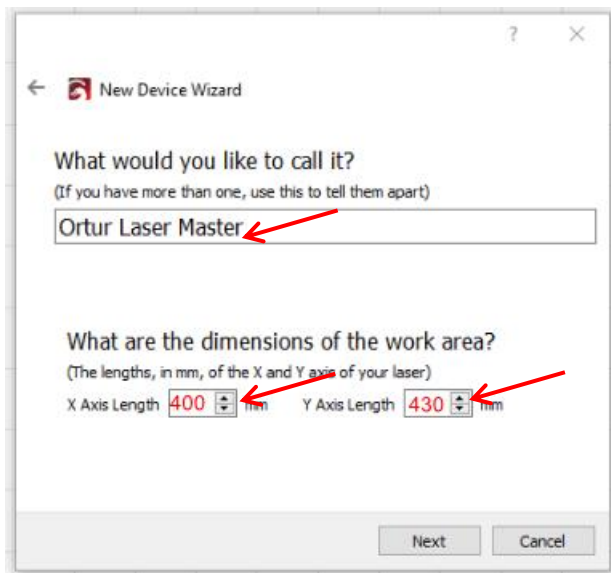 ?
New Device Wizard
What would you like to call it?
(If you have more than one, use this to tell them apart)
Ortur Laser Master
What are the dimensions of the work area?
(The lengths, in mm, of the X and Y axis of your laser)
X Axis Length 400 mm Y Axis Length 430 mm
Next Cancel